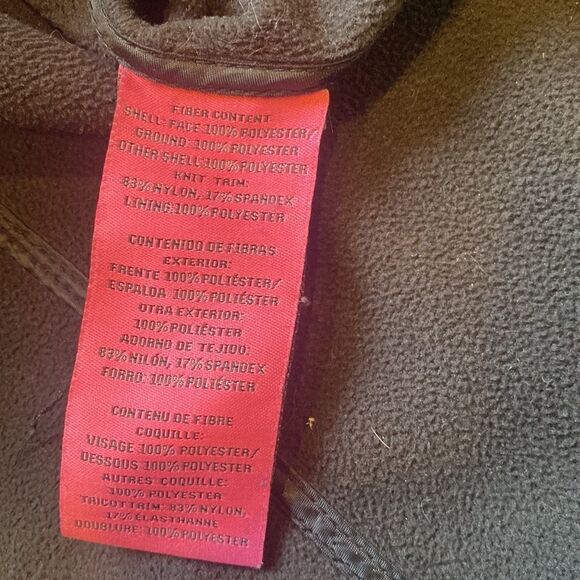 FIBER CONTENT
SHELL: FACE 100% POLYESTER/
GROUND: 100% POLYESTER
OTHER SHELL: 100% POLYESTER
KNIT TRIM:
83% NYLON, 17% SPANDEX
LINING: 100% POLYESTER
CONTENIDO DE FIBRAS
EXTERIOR:
FRENTE 100% POLIÉSTER/
ESPALDA 100% POLIÉSTER
OTRA EXTERIOR:
100% POLIÉSTER
ADORNO DE TEJIDO:
83% NILÓN, 17% SPANDEX
FORRO: 100% POLIÉSTER
CONTENU DE FIBRE
COQUILLE:
VISAGE 100% POLYESTER/
DESSOUS 100% POLYESTER
AUTRES COQUILLE:
100% POLYESTER
TRICOT TRIM: 83% NYLON,
17% ÉLASTHANNE
DOUBLURE: 100% POLYESTER